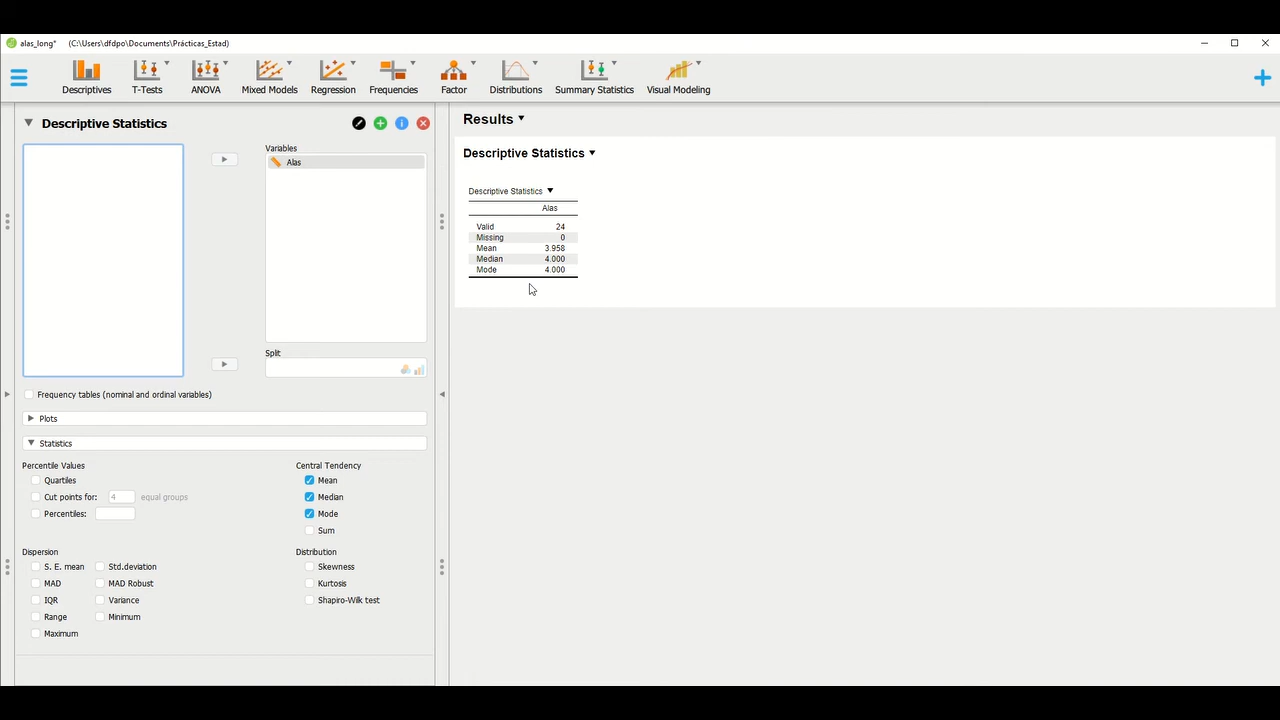 alas_long* (C:\Users\dfdpo\Documents\Prácticas_Estad)
Descriptives T-Tests ANOVA Mixed Models Regression Frequencies Factor Distributions Summary Statistics Visual Modeling
Descriptive Statistics
Variables
Alas
Split
Frequency tables (nominal and ordinal variables)
Plots
Statistics
Percentile Values
Quartiles
Cut points for: 4 equal groups
Percentiles:
Central Tendency
Mean
Median
Mode
Sum
Dispersion
S. E. mean Std.deviation
MAD MAD Robust
IQR Variance
Range Minimum
Maximum
Distribution
Skewness
Kurtosis
Shapiro-Wilk test
Results
Descriptive Statistics
Descriptive Statistics
Alas
Valid 24
Missing 0
Mean 3.958
Median 4.000
Mode 4.000